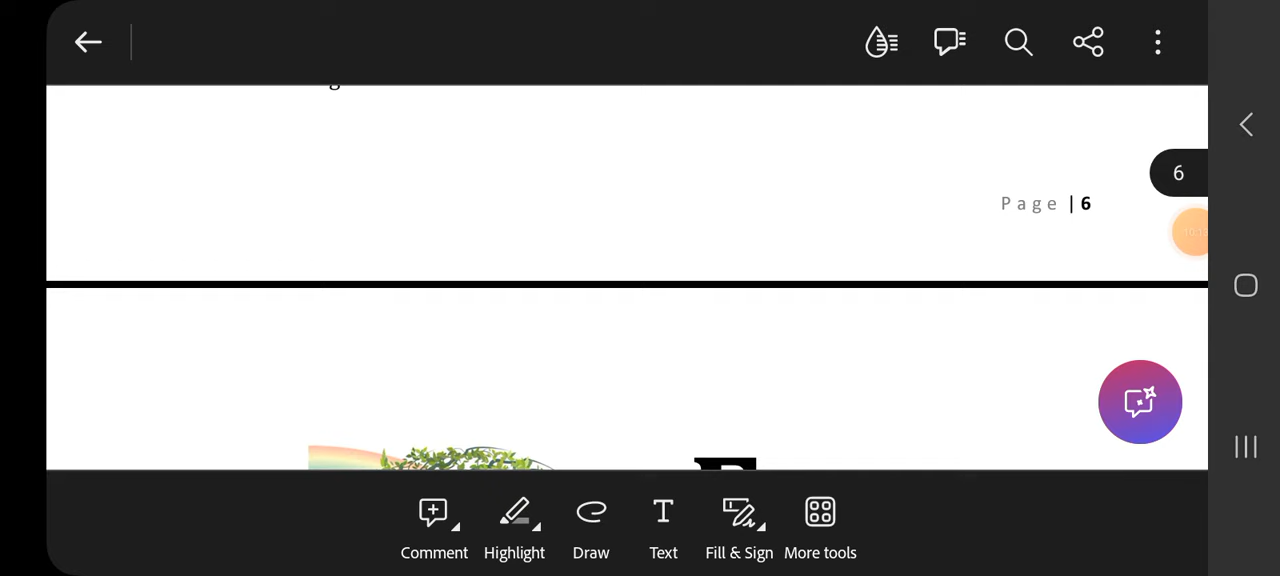 g
6
Page | 6
Comment
Highlight
Draw
Text
Fill & Sign
More tools